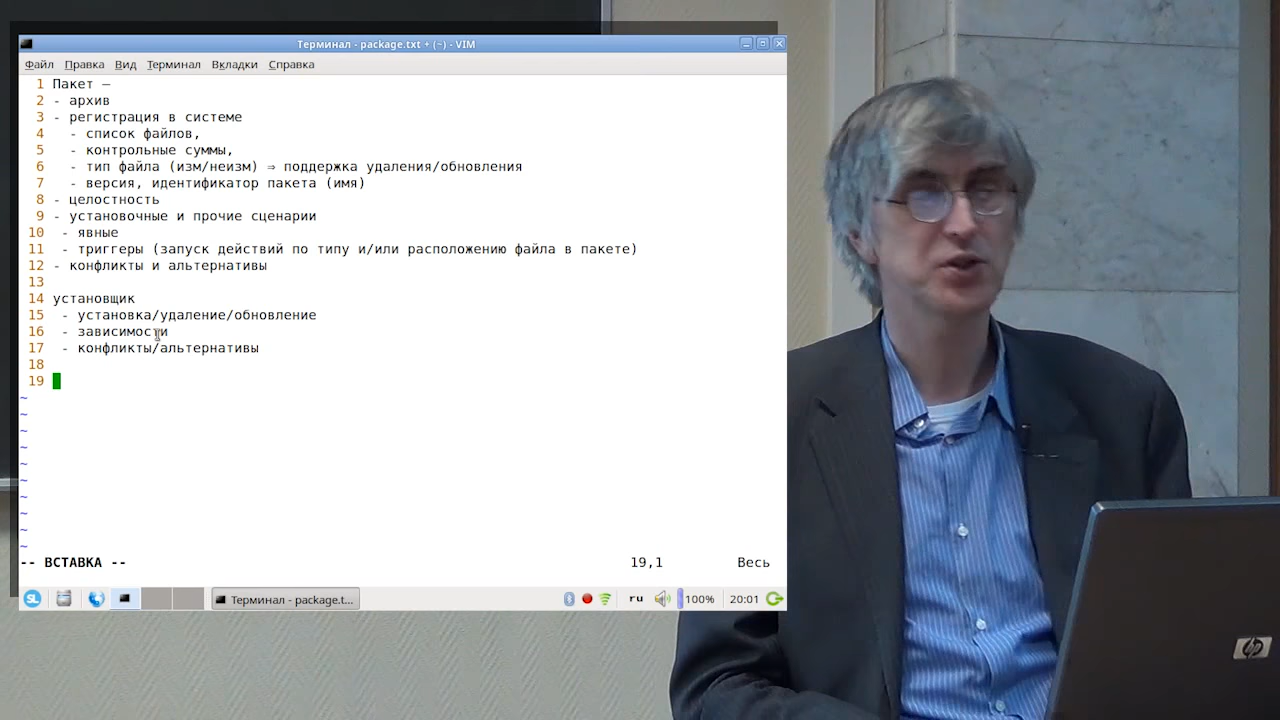 Терминал - package.txt + (~) - VIM
Файл Правка Вид Терминал Вкладки Справка
1 Пакет —
2 - архив
3 - регистрация в системе
4 - список файлов,
5 - контрольные суммы,
6 - тип файла (изм/неизм) ⇒ поддержка удаления/обновления
7 - версия, идентификатор пакета (имя)
8 - целостность
9 - установочные и прочие сценарии
10 - явные
11 - триггеры (запуск действий по типу и/или расположению файла в пакете)
12 - конфликты и альтернативы
13
14 установщик
15 - установка/удаление/обновление
16 - зависимости
17 - конфликты/альтернативы
18
19
~
~
~
~
~
~
~
~
~
~
-- ВСТАВКА -- 19,1 Весь
SL Терминал - package.t... ru 100% 20:01
hp